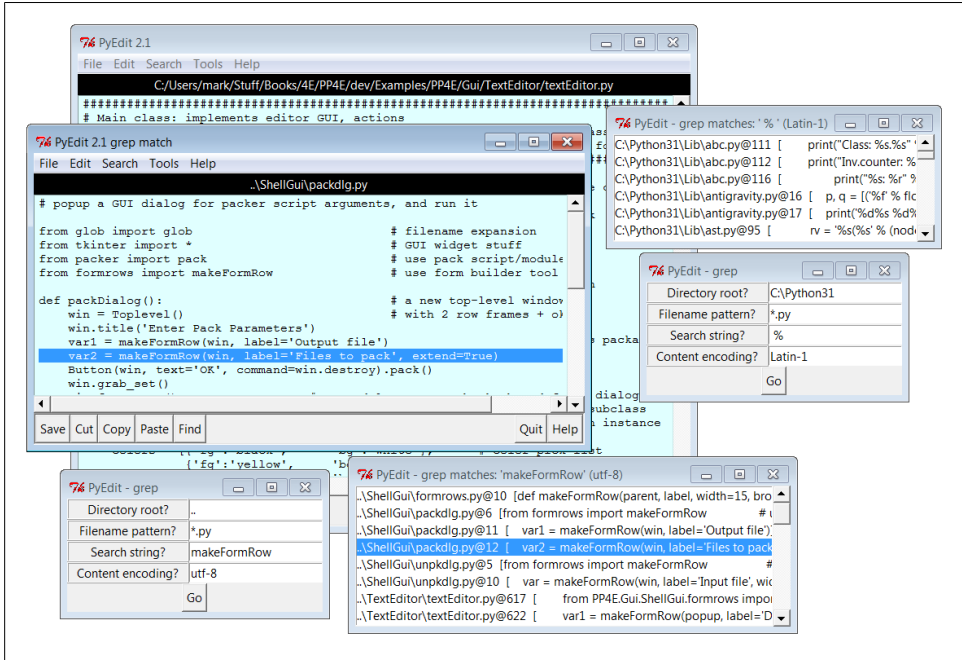 PyEdit 2.1
File Edit Search Tools Help
C:/Users/mark/Stuff/Books/4E/PP4E/dev/Examples/PP4E/Gui/TextEditor/textEditor.py
################################################################################
# Main class: implements editor GUI, actions
PyEdit 2.1 grep match
File Edit Search Tools Help
..\ShellGui\packdlg.py
# popup a GUI dialog for packer script arguments, and run it
from glob import glob # filename expansion
from tkinter import * # GUI widget stuff
from packer import pack # use pack script/module
from formrows import makeFormRow # use form builder tool
def packDialog(): # a new top-level window
win = Toplevel() # with 2 row frames + ok
win.title('Enter Pack Parameters')
var1 = makeFormRow(win, label='Output file')
var2 = makeFormRow(win, label='Files to pack', extend=True)
Button(win, text='OK', command=win.destroy).pack()
win.grab_set()
Save Cut Copy Paste Find Quit Help
dialog
subclass
instance
{'fg':'yellow',
PyEdit - grep matches: ' % ' (Latin-1)
C:\Python31\Lib\abc.py@111 [ print("Class: %s.%s" %
C:\Python31\Lib\abc.py@112 [ print("Inv.counter: %
C:\Python31\Lib\abc.py@116 [ print("%s: %r" %
C:\Python31\Lib\antigravity.py@16 [ p, q = [('%f' % flo
C:\Python31\Lib\antigravity.py@17 [ print('%d%s %d%
C:\Python31\Lib\ast.py@95 [ rv = '%s(%s' % (node
PyEdit - grep
Directory root? C:\Python31
Filename pattern? *.py
Search string? %
Content encoding? Latin-1
Go
PyEdit - grep
Directory root? ..
Filename pattern? *.py
Search string? makeFormRow
Content encoding? utf-8
Go
PyEdit - grep matches: 'makeFormRow' (utf-8)
..\ShellGui\formrows.py@10 [def makeFormRow(parent, label, width=15, bro
..\ShellGui\packdlg.py@6 [from formrows import makeFormRow # u
..\ShellGui\packdlg.py@11 [ var1 = makeFormRow(win, label='Output file')]
..\ShellGui\packdlg.py@12 [ var2 = makeFormRow(win, label='Files to pack
..\ShellGui\unpkdlg.py@5 [from formrows import makeFormRow #
..\ShellGui\unpkdlg.py@10 [ var = makeFormRow(win, label='Input file', wid
..\TextEditor\textEditor.py@617 [ from PP4E.Gui.ShellGui.formrows impor
..\TextEditor\textEditor.py@622 [ var1 = makeFormRow(popup, label='D